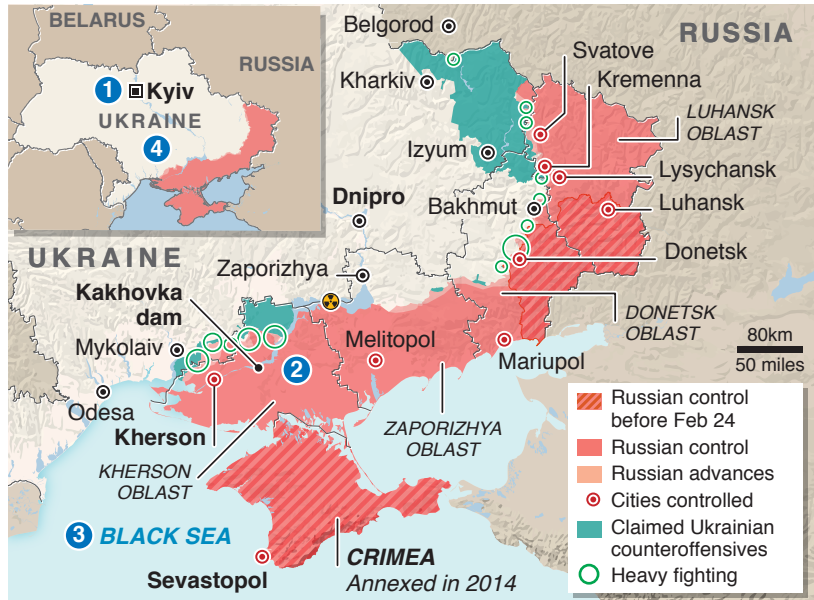 BELARUS
RUSSIA
1
Kyiv
UKRAINE
4
Belgorod
RUSSIA
Svatove
Kharkiv
Kremenna
LUHANSK
OBLAST
Izyum
Lysychansk
Dnipro
Bakhmut
Luhansk
UKRAINE
Zaporizhya
Donetsk
Kakhovka
dam
DONETSK
OBLAST
Mykolaiv
Melitopol
80km
50 miles
2
Mariupol
Odesa
Kherson
ZAPORIZHYA
OBLAST
KHERSON
OBLAST
3
BLACK SEA
CRIMEA
Annexed in 2014
Sevastopol
Russian control
before Feb 24
Russian control
Russian advances
Cities controlled
Claimed Ukrainian
counteroffensives
Heavy fighting